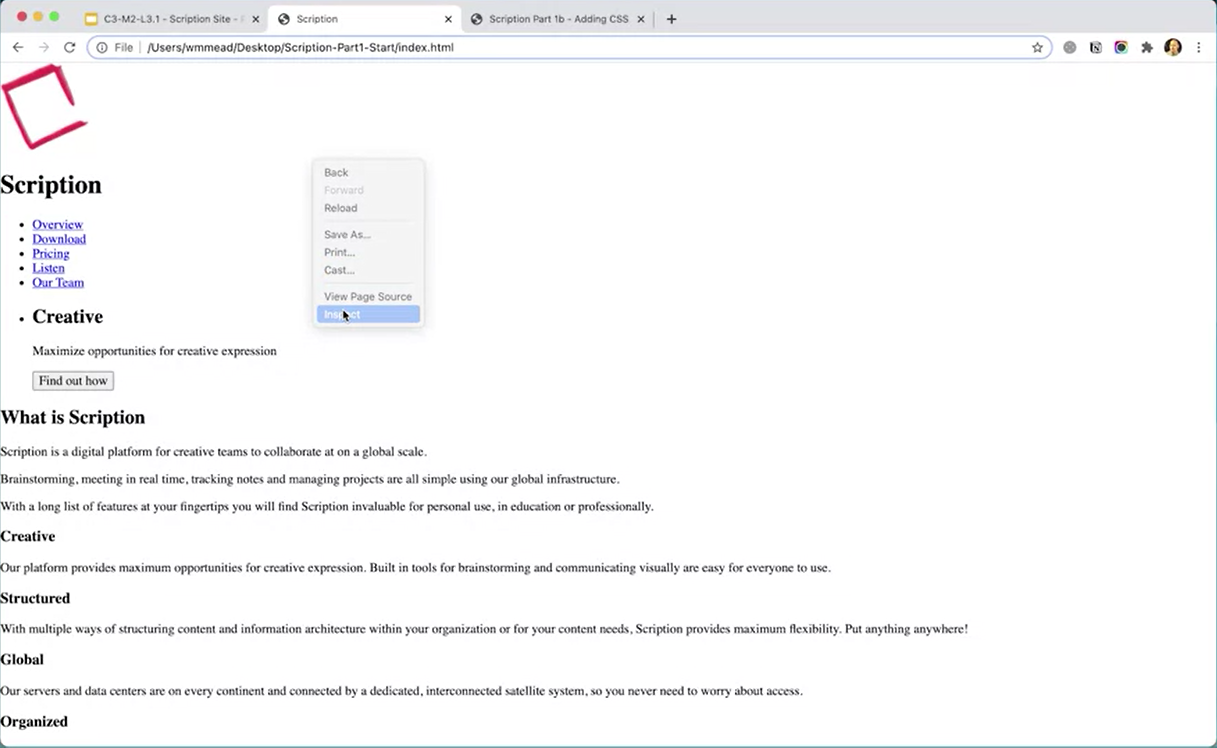 C3-M2-L3.1 - Scription Site -
Scription
Scription Part 1b - Adding CSS
File
/Users/wmmead/Desktop/Scription-Part1-Start/index.html
Scription
Overview
Download
Pricing
Listen
Our Team
Creative
Maximize opportunities for creative expression
Find out how
Back
Forward
Reload
Save As...
Print...
Cast...
View Page Source
Inspect
What is Scription
Scription is a digital platform for creative teams to collaborate at on a global scale.
Brainstorming, meeting in real time, tracking notes and managing projects are all simple using our global infrastructure.
With a long list of features at your fingertips you will find Scription invaluable for personal use, in education or professionally.
Creative
Our platform provides maximum opportunities for creative expression. Built in tools for brainstorming and communicating visually are easy for everyone to use.
Structured
With multiple ways of structuring content and information architecture within your organization or for your content needs, Scription provides maximum flexibility. Put anything anywhere!
Global
Our servers and data centers are on every continent and connected by a dedicated, interconnected satellite system, so you never need to worry about access.
Organized